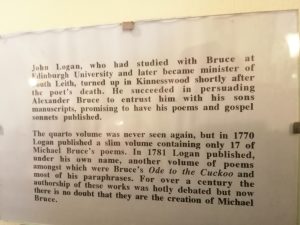 John Logan, who had studied with Bruce at
Edinburgh University and later became minister of
South Leith, turned up in Kinnesswood shortly after
the poet's death. He succeeded in persuading
Alexander Bruce to entrust him with his sons
manuscripts, promising to have his poems and gospel
sonnets published.
The quarto volume was never seen again, but in 1770
Logan published a slim volume containing only 17 of
Michael Bruce's poems. In 1781 Logan published,
under his own name, another volume of poems
amongst which were Bruce's Ode to the Cuckoo and
most of his paraphrases. For over a century the
authorship of these works was hotly debated but now
there is no doubt that they are the creation of Michael
Bruce.